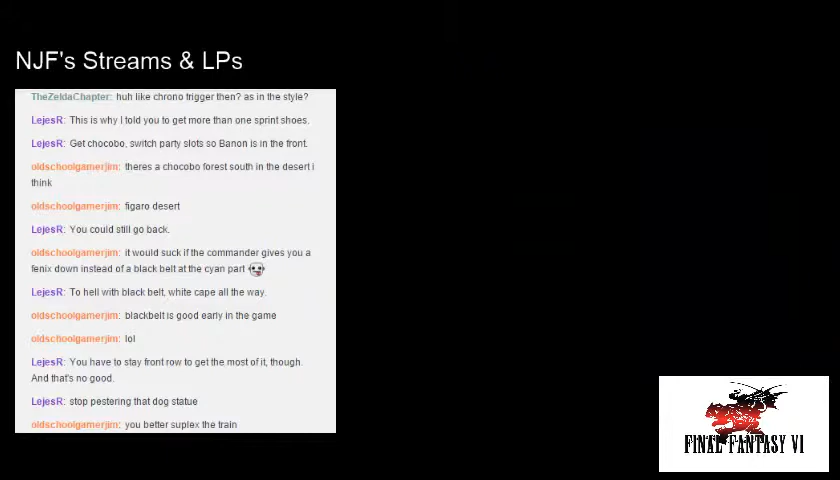 NJF's Streams & LPs
TheZeldaChapter: huh like chrono trigger then? as in the style?
LejesR: This is why I told you to get more than one sprint shoes.
LejesR: Get chocobo, switch party slots so Banon is in the front.
oldschoolgamerjim: theres a chocobo forest south in the desert i
think
oldschoolgamerjim: figaro desert
LejesR: You could still go back.
oldschoolgamerjim: it would suck if the commander gives you a
fenix down instead of a black belt at the cyan part
LejesR: To hell with black belt, white cape all the way.
oldschoolgamerjim: blackbelt is good early in the game
oldschoolgamerjim: lol
LejesR: You have to stay front row to get the most of it, though.
And that's no good.
LejesR: stop pestering that dog statue
oldschoolgamerjim: you better suplex the train
FINAL FANTASY VI